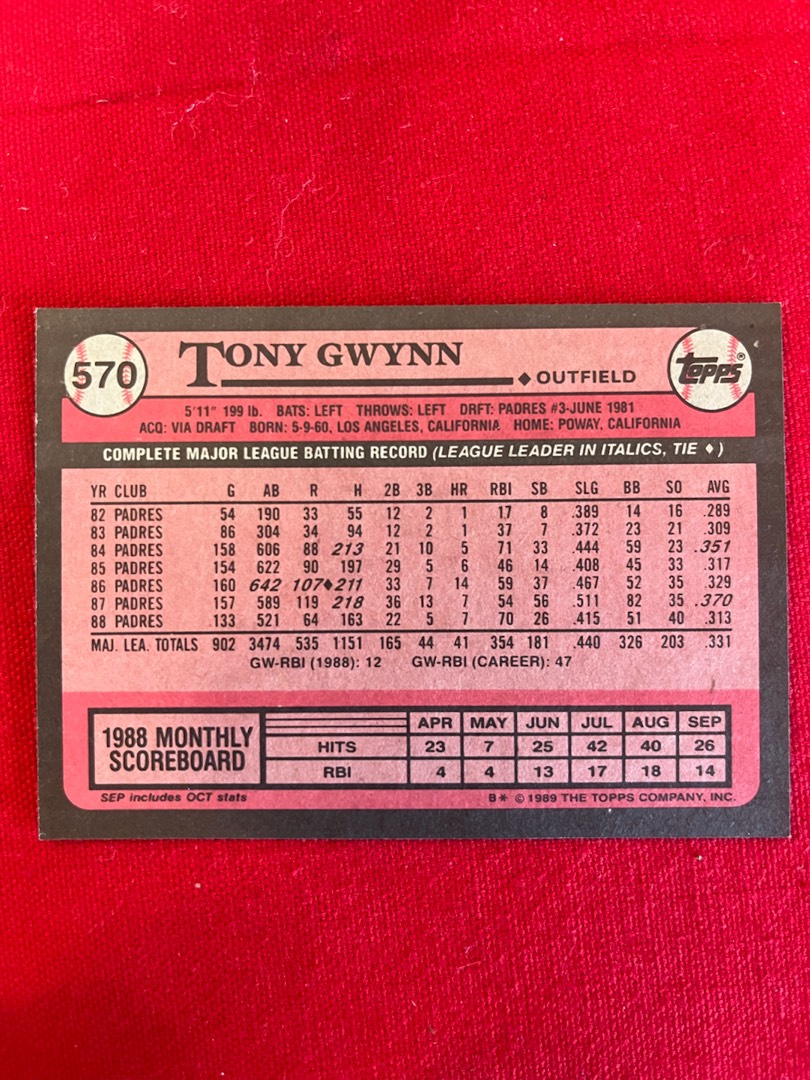 570 TONY GWYNN ♦ OUTFIELD TOPPS®
5'11" 199 lb. BATS: LEFT THROWS: LEFT DRFT: PADRES #3-JUNE 1981
ACQ: VIA DRAFT BORN: 5-9-60, LOS ANGELES, CALIFORNIA HOME: POWAY, CALIFORNIA
COMPLETE MAJOR LEAGUE BATTING RECORD (LEAGUE LEADER IN ITALICS, TIE ♦)
YR CLUB G AB R H 2B 3B HR RBI SB SLG BB SO AVG
82 PADRES 54 190 33 55 12 2 1 17 8 .389 14 16 .289
83 PADRES 86 304 34 94 12 2 1 37 7 .372 23 21 .309
84 PADRES 158 606 88 213 21 10 5 71 33 .444 59 23 .351
85 PADRES 154 622 90 197 29 5 6 46 14 .408 45 33 .317
86 PADRES 160 642 107♦211 33 7 14 59 37 .467 52 35 .329
87 PADRES 157 589 119 218 36 13 7 54 56 .511 82 35 .370
88 PADRES .133 521 64 163 22 5 7 70 26 .415 51 40 .313
MAJ. LEA. TOTALS 902 3474 535 1151 165 44 41 354 181 .440 326 203 .331
GW-RBI (1988): 12 GW-RBI (CAREER): 47
1988 MONTHLY SCOREBOARD
APR MAY JUN JUL AUG SEP
HITS 23 7 25 42 40 26
RBI 4 4 13 17 18 14
SEP includes OCT stats B* © 1989 THE TOPPS COMPANY, INC.